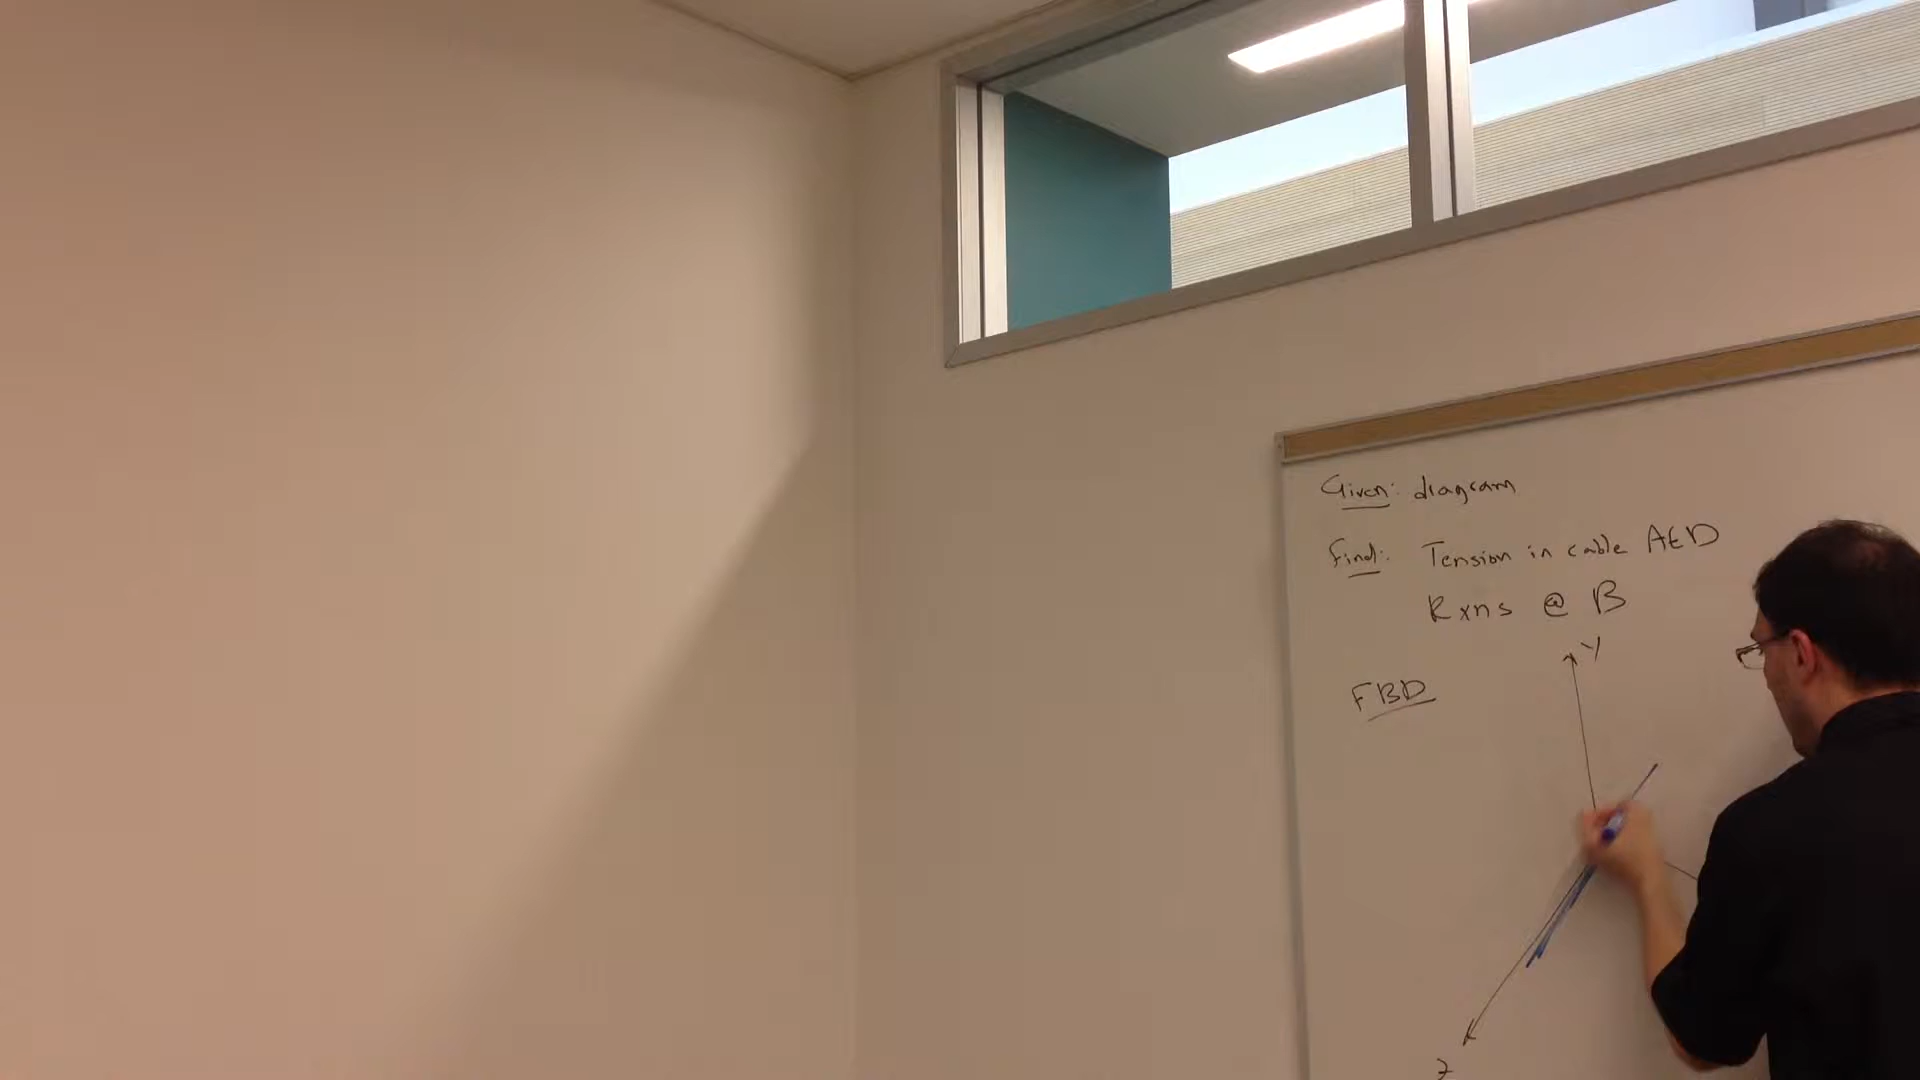 Given: diagram
Find: Tension in cable AED
Rxns @ B
Y
FBD
z